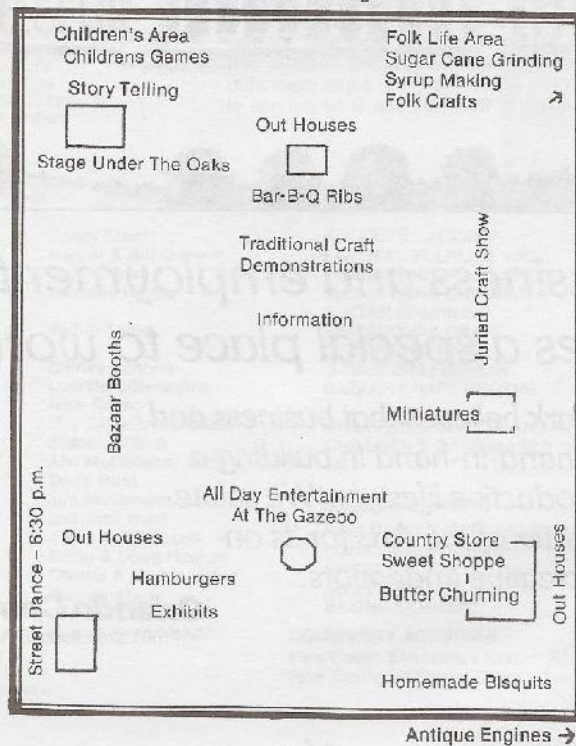 Children's Area
Childrens Games
Story Telling
Stage Under The Oaks
Folk Life Area
Sugar Cane Grinding
Syrup Making
Folk Crafts
Out Houses
Bar-B-Q Ribs
Traditional Craft
Demonstrations
Information
Juried Craft Show
Bazaar Booths
Miniatures
All Day Entertainment
At The Gazebo
Street Dance – 6:30 p.m.
Out Houses
Hamburgers
Exhibits
Country Store
Sweet Shoppe
Butter Churning
Out Houses
Homemade Bisquits
Antique Engines →